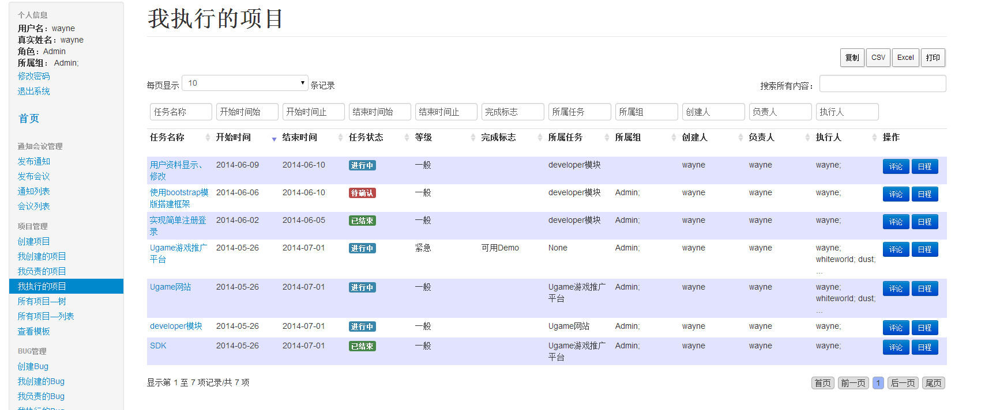 个人信息
用户名：wayne
真实姓名：wayne
角色：Admin
所属组： Admin;
修改密码
退出系统
首页
通知会议管理
发布通知
发布会议
通知列表
会议列表
项目管理
创建项目
我创建的项目
我负责的项目
我执行的项目
所有项目—树
所有项目—列表
查看模板
BUG管理
创建Bug
我创建的Bug
我负责的Bug
我执行的Bug
我执行的项目
复制 CSV Excel 打印
每页显示 10 条记录 搜索所有内容：
任务名称 开始时间始 开始时间止 结束时间始 结束时间止 完成标志 所属任务 所属组 创建人 负责人 执行人
任务名称 开始时间 结束时间 任务状态 等级 完成标志 所属任务 所属组 创建人 负责人 执行人 操作
用户资料显示、 2014-06-09 2014-06-10 进行中 一般 developer模块 wayne wayne wayne; 评论 日程
修改
使用bootstrap模 2014-06-06 2014-06-10 待确认 一般 developer模块 Admin; wayne wayne wayne; 评论 日程
版搭建框架
实现简单注册登 2014-06-02 2014-06-05 已结束 一般 developer模块 Admin; wayne wayne wayne; 评论 日程
录
Ugame游戏推广 2014-05-26 2014-07-01 进行中 紧急 可用Demo None Admin; wayne wayne wayne; 评论 日程
平台 whiteworld; dust;
...
Ugame网站 2014-05-26 2014-07-01 进行中 一般 Ugame游戏推广 Admin; wayne wayne wayne; 评论 日程
平台 whiteworld; dust;
...
developer模块 2014-05-26 2014-07-01 进行中 一般 Ugame网站 Admin; wayne wayne wayne; 评论 日程
SDK 2014-05-26 2014-07-01 已结束 一般 Ugame游戏推广 Admin; wayne wayne wayne; 评论 日程
平台
显示第 1 至 7 项记录/共 7 项 首页 前一页 1 后一页 尾页